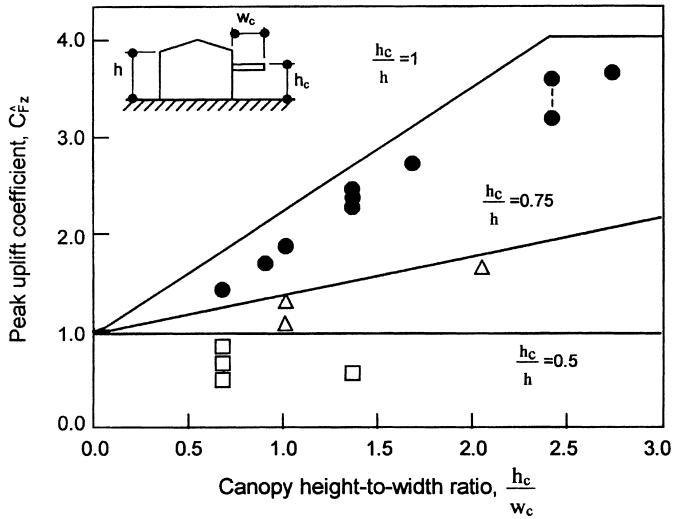 4.0
3.0
2.0
1.0
0.0
Peak uplift coefficient, C_F̂z
w_c
h
h_c
h_c/h =1
h_c/h =0.75
h_c/h =0.5
0.0 0.5 1.0 1.5 2.0 2.5 3.0
Canopy height-to-width ratio, h_c/w_c